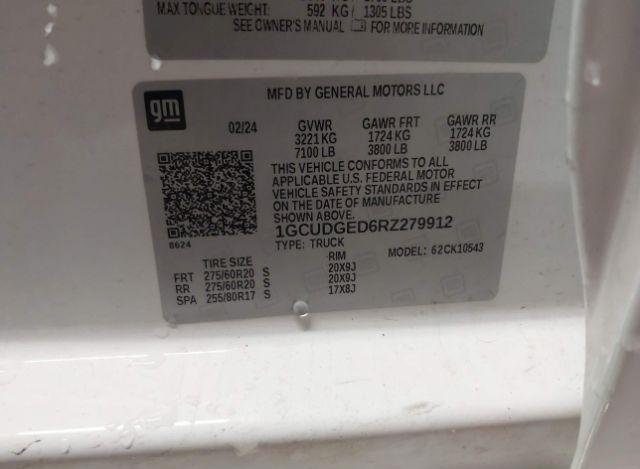 MAX TONGUE WEIGHT: 592 KG / 1305 LBS
SEE OWNER'S MANUAL FOR MORE INFORMATION
gm
MFD BY GENERAL MOTORS LLC
02/24 GVWR GAWR FRT GAWR RR
3221 KG 1724 KG 1724 KG
7100 LB 3800 LB 3800 LB
THIS VEHICLE CONFORMS TO ALL
APPLICABLE U.S. FEDERAL MOTOR
VEHICLE SAFETY STANDARDS IN EFFECT
ON THE DATE OF MANUFACTURE
SHOWN ABOVE.
1GCUDGED6RZ279912
8624
TYPE: TRUCK MODEL: 62CK10543
TIRE SIZE RIM
FRT 275/60R20 S 20X9J
RR 275/60R20 S 20X9J
SPA 255/80R17 S 17X8J